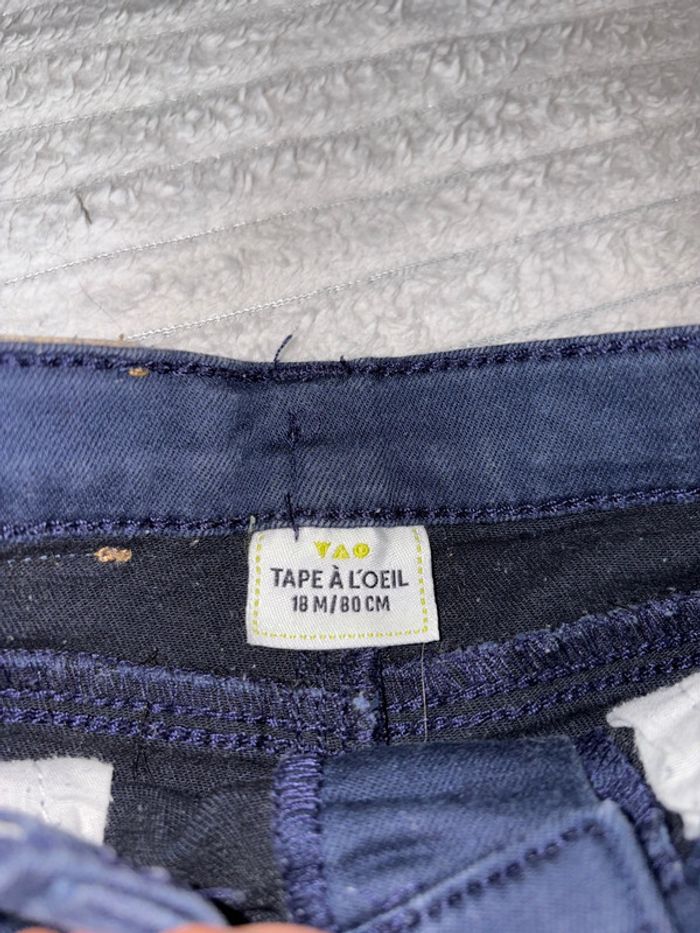 TAO
TAPE À L'OEIL
18 M/80 CM